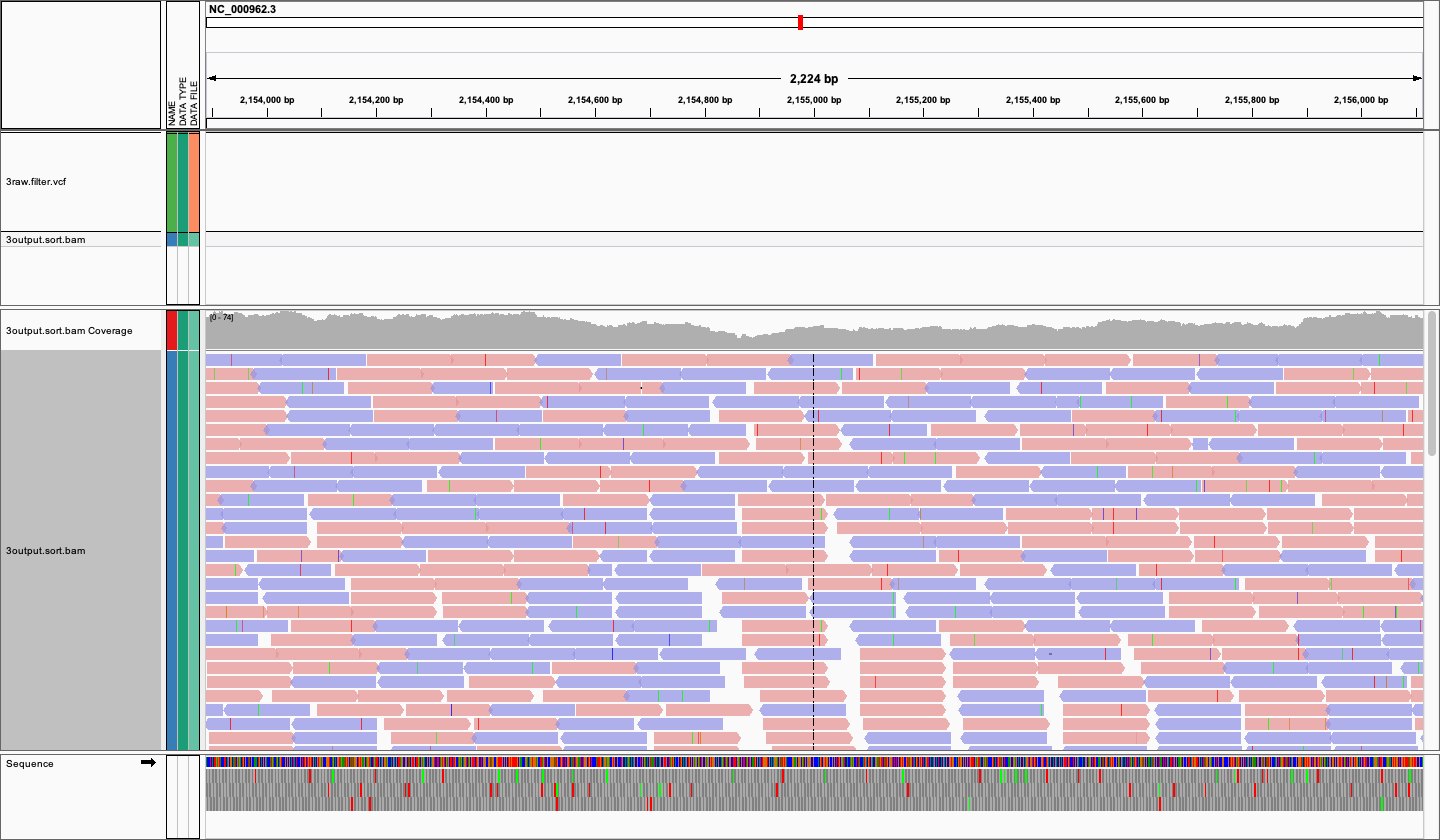 NC_000962.3
NAME
DATA TYPE
DATA FILE
2,224 bp
2,154,000 bp 2,154,200 bp 2,154,400 bp 2,154,600 bp 2,154,800 bp 2,155,000 bp 2,155,200 bp 2,155,400 bp 2,155,600 bp 2,155,800 bp 2,156,000 bp
3raw.filter.vcf
3output.sort.bam
[0 - 74]
3output.sort.bam Coverage
3output.sort.bam
Sequence